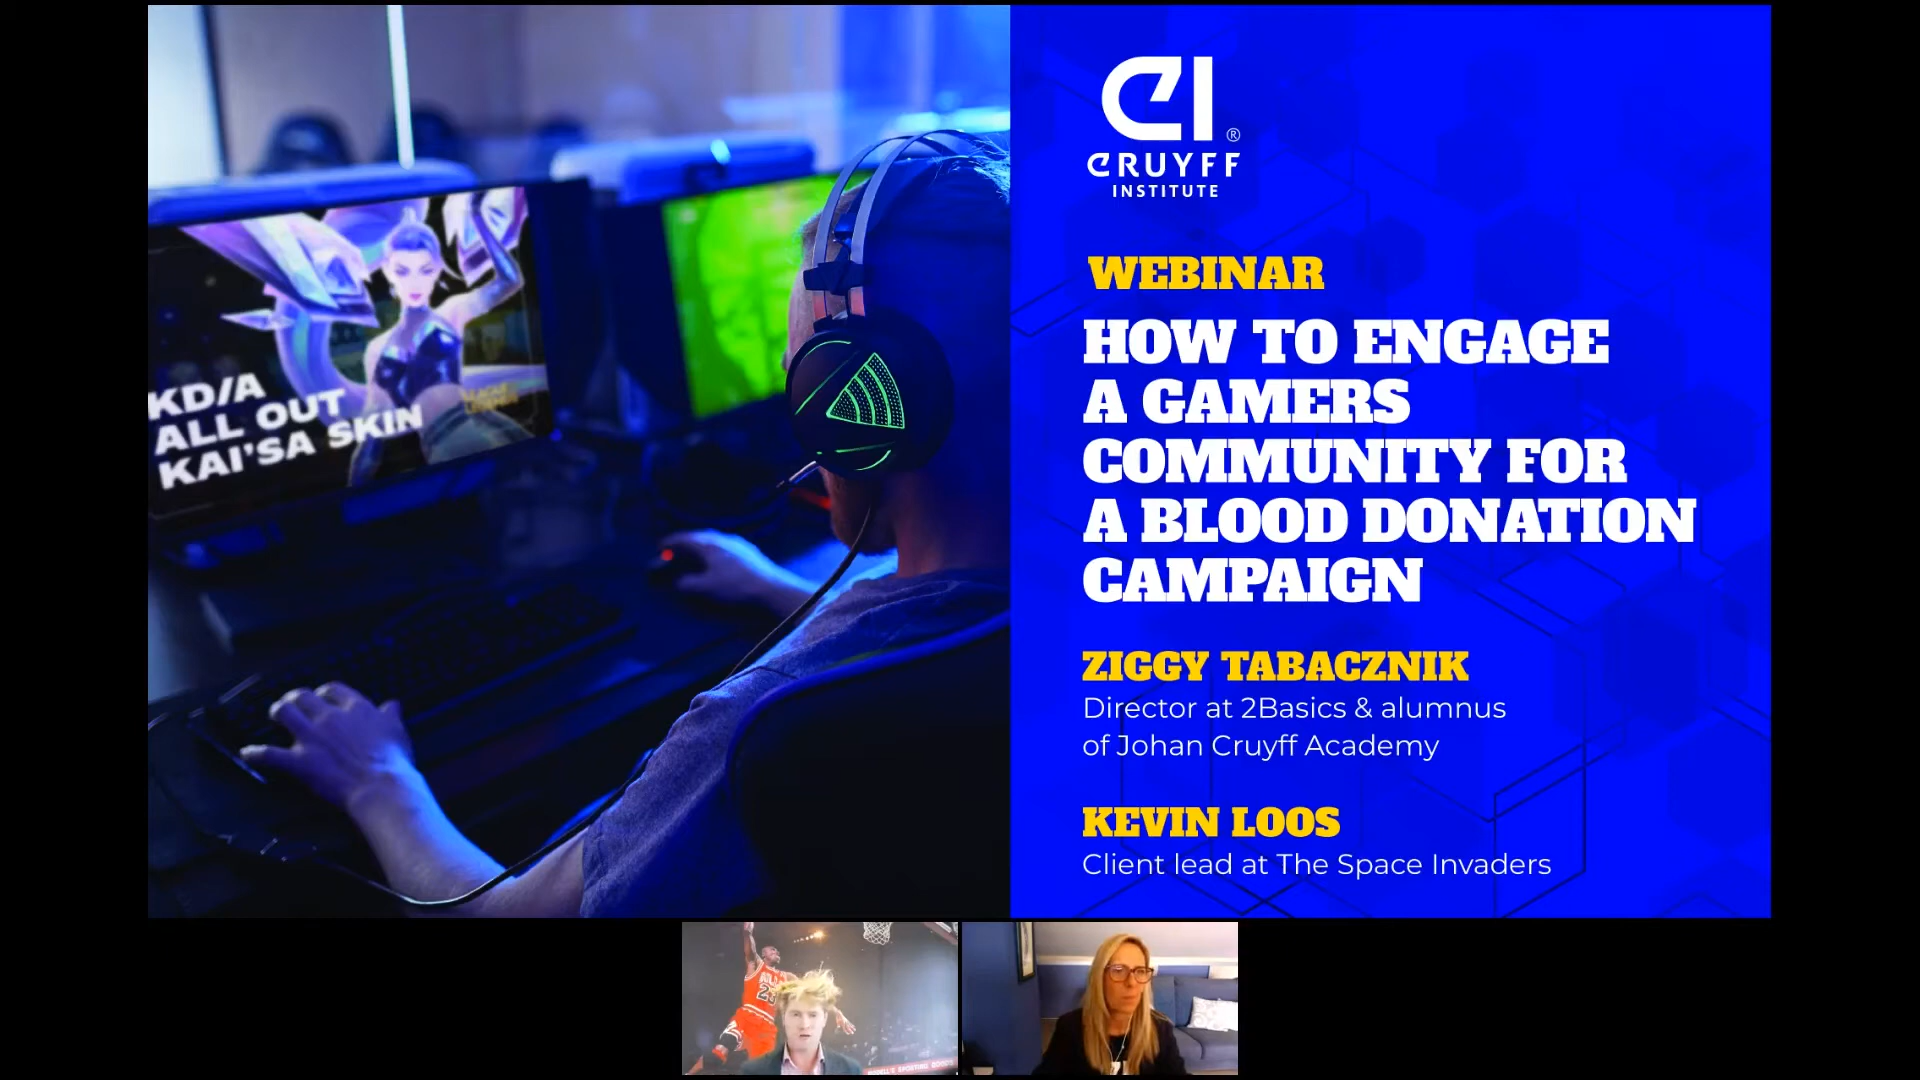 KD/A
ALL OUT
KAI'SA SKIN
CI ®
CRUYFF
INSTITUTE
WEBINAR
HOW TO ENGAGE
A GAMERS
COMMUNITY FOR
A BLOOD DONATION
CAMPAIGN
ZIGGY TABACZNIK
Director at 2Basics & alumnus
of Johan Cruyff Academy
KEVIN LOOS
Client lead at The Space Invaders